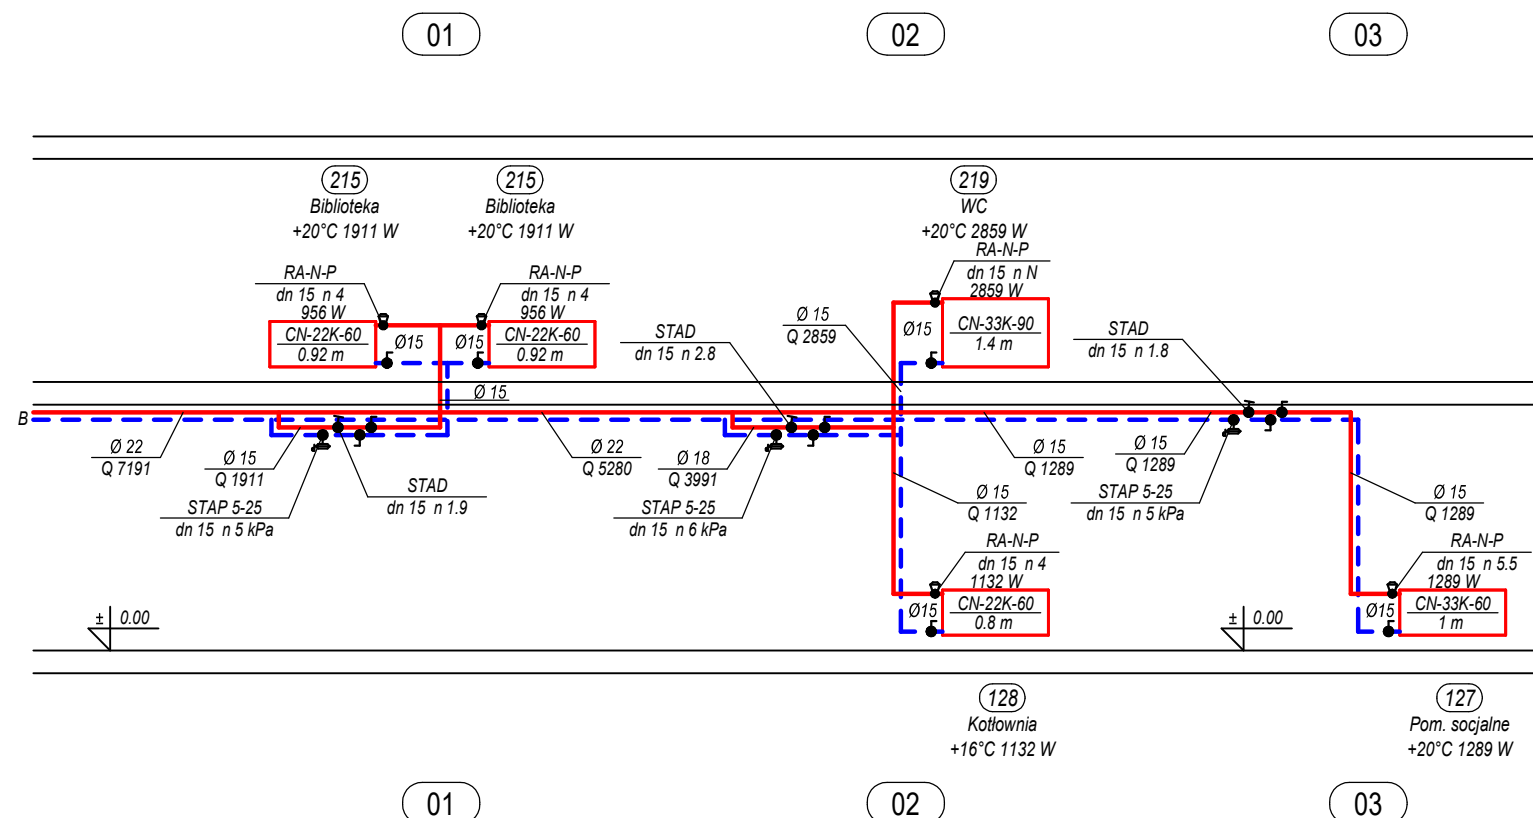 01
02
03
215
Biblioteka
+20°C 1911 W
215
Biblioteka
+20°C 1911 W
219
WC
+20°C 2859 W
RA-N-P
dn 15 n 4
956 W
CN-22K-60
0.92 m
Ø15
RA-N-P
dn 15 n 4
956 W
CN-22K-60
0.92 m
Ø15
RA-N-P
dn 15 n N
2859 W
CN-33K-90
1.4 m
Ø15
STAD
dn 15 n 2.8
Ø 15
Q 2859
STAD
dn 15 n 1.8
Ø 15
B
Ø 22
Q 7191
Ø 15
Q 1911
STAP 5-25
dn 15 n 5 kPa
STAD
dn 15 n 1.9
Ø 22
Q 5280
Ø 18
Q 3991
STAP 5-25
dn 15 n 6 kPa
Ø 15
Q 1289
Ø 15
Q 1289
STAP 5-25
dn 15 n 5 kPa
Ø 15
Q 1132
Ø 15
Q 1289
RA-N-P
dn 15 n 4
1132 W
CN-22K-60
0.8 m
Ø15
RA-N-P
dn 15 n 5.5
1289 W
CN-33K-60
1 m
Ø15
± 0.00
± 0.00
128
Kotłownia
+16°C 1132 W
127
Pom. socjalne
+20°C 1289 W
01
02
03